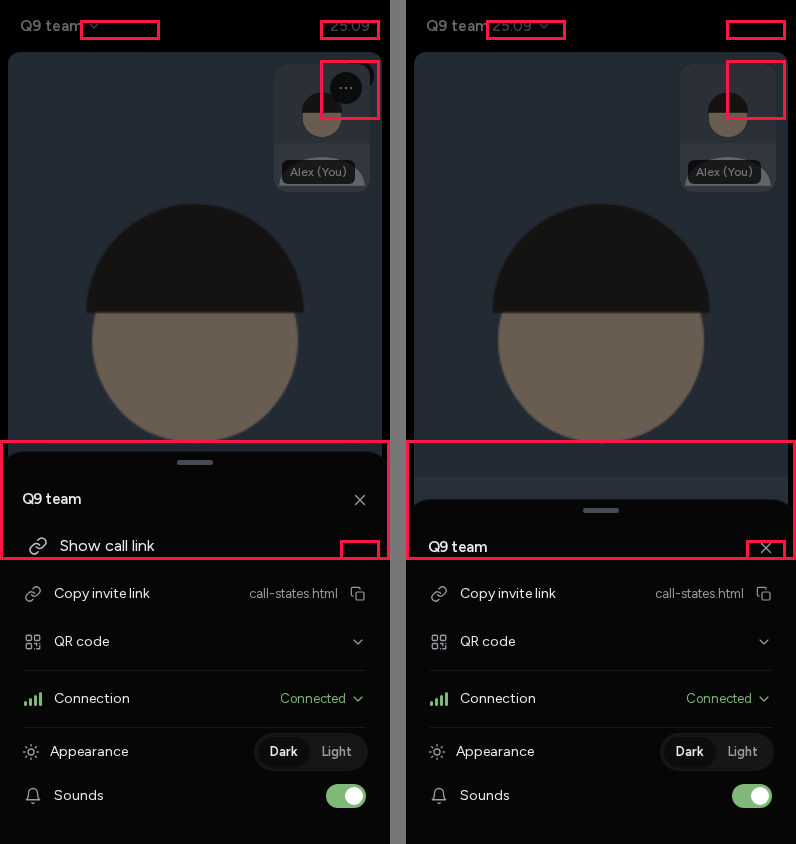 Q9 team
25:09
Alex (You)
Q9 team
Show call link
Copy invite link call-states.html
QR code
Connection Connected
Appearance Dark Light
Sounds
Q9 team 25:09
Alex (You)
Q9 team
Copy invite link call-states.html
QR code
Connection Connected
Appearance Dark Light
Sounds